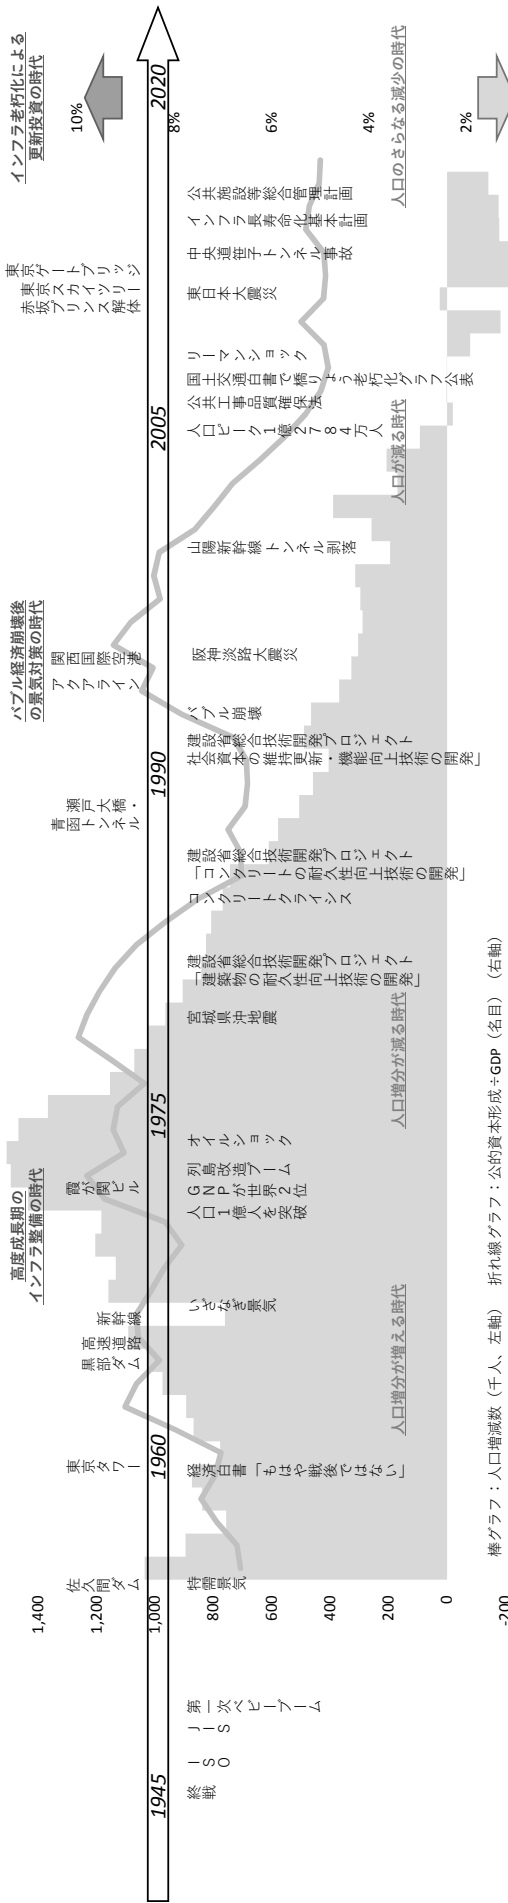 高度成長期の
インフラ整備の時代
バブル経済崩壊後
の景気対策の時代
インフラ老朽化による
更新投資の時代
佐久間ダム
東京タワー
黒部ダム
高速道路
新幹線
霞が関ビル
青函トンネル
瀬戸大橋・
アクアライン
関西国際空港
赤坂プリンス解体
東京スカイツリー
東京ゲートブリッジ
1945
1960
1975
1990
2005
2020
終戦
ISO
JIS
第一次ベビーブーム
特需景気
経済白書「もはや戦後ではない」
いざなぎ景気
人口1億人を突破
GNPが世界2位
列島改造ブーム
オイルショック
宮城県沖地震
建設省総合技術開発プロジェクト
「建築物の耐久性向上技術の開発」
コンクリートクライシス
建設省総合技術開発プロジェクト
「コンクリートの耐久性向上技術の開発」
建設省総合技術開発プロジェクト
社会資本の維持更新・機能向上技術の開発」
バブル崩壊
阪神淡路大震災
山陽新幹線トンネル剥落
人口ピーク1億2784万人
公共工事品質確保法
国土交通白書で橋りょう老朽化グラフ公表
リーマンショック
東日本大震災
中央道笹子トンネル事故
インフラ長寿命化基本計画
公共施設等総合管理計画
人口増分が増える時代
人口増分が減る時代
人口が減る時代
人口のさらなる減少の時代
1,400
1,200
1,000
800
600
400
200
0
-200
10%
8%
6%
4%
2%
棒グラフ：人口増減数（千人、左軸） 折れ線グラフ：公的資本形成÷GDP（名目）（右軸）